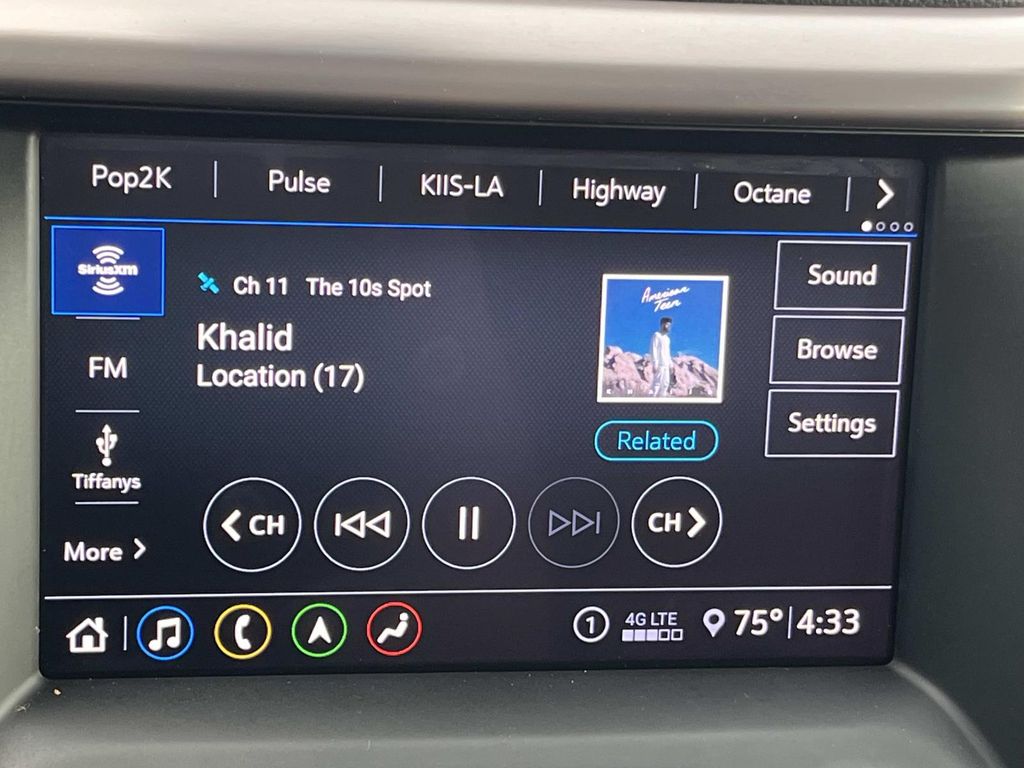 Pop2K
Pulse
KIIS-LA
Highway
Octane
SiriusXM
Ch 11 The 10s Spot
American
Teen
Sound
Khalid
Location (17)
FM
Browse
KHALID
Related
Settings
Tiffanys
CH
CH
More
1
4G LTE
75° 4:33